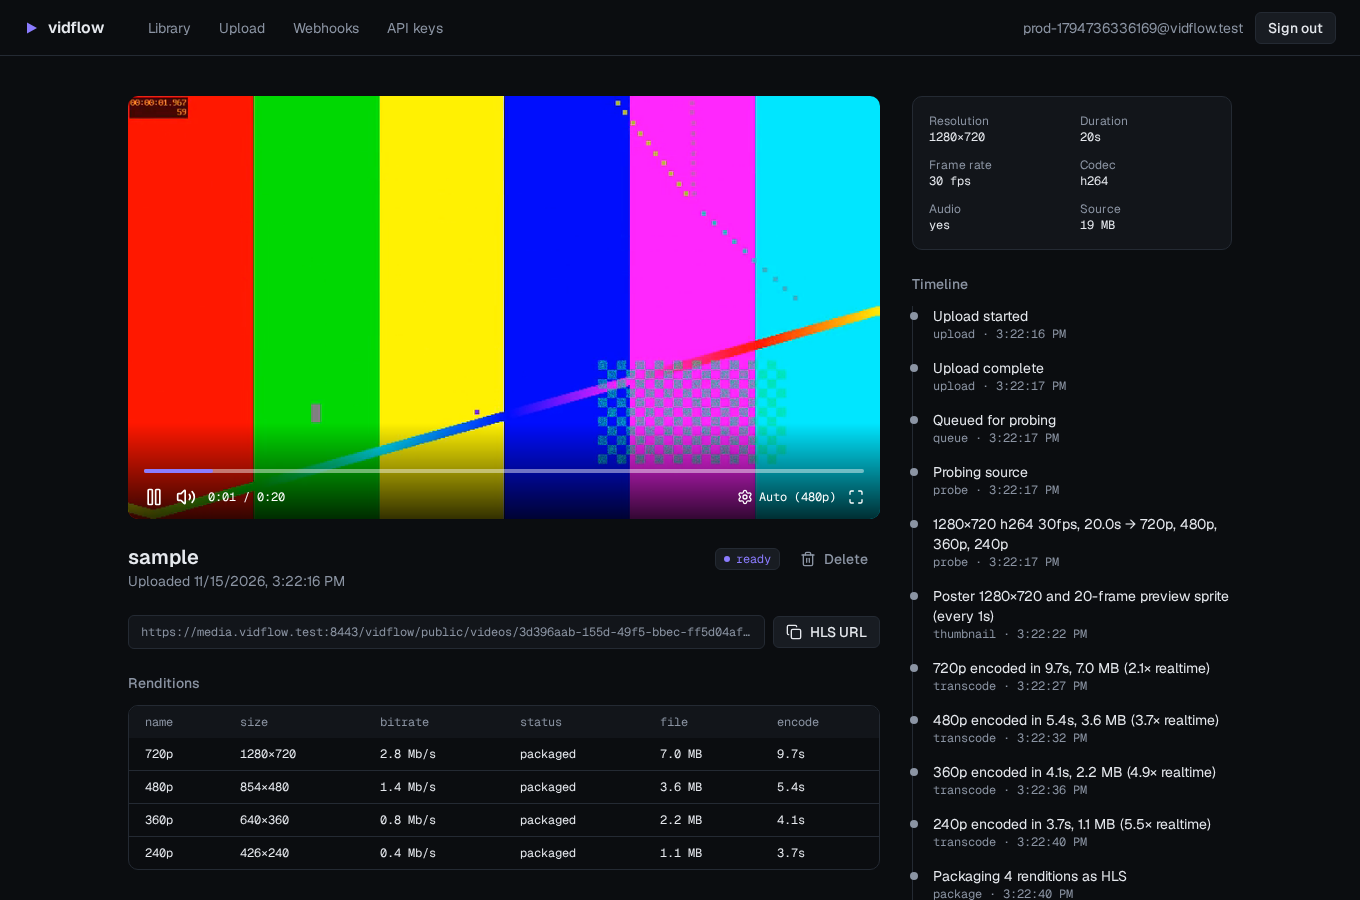 vidflow Library Upload Webhooks API keys prod-1794736336169@vidflow.test Sign out
00:00:01.967
59
0:01 / 0:20 Auto (480p)
sample
ready Delete
Uploaded 11/15/2026, 3:22:16 PM
https://media.vidflow.test:8443/vidflow/public/videos/3d396aab-155d-49f5-bbec-ff5d04af… HLS URL
Renditions
name size bitrate status file encode
720p 1280×720 2.8 Mb/s packaged 7.0 MB 9.7s
480p 854×480 1.4 Mb/s packaged 3.6 MB 5.4s
360p 640×360 0.8 Mb/s packaged 2.2 MB 4.1s
240p 426×240 0.4 Mb/s packaged 1.1 MB 3.7s
Resolution Duration
1280×720 20s
Frame rate Codec
30 fps h264
Audio Source
yes 19 MB
Timeline
Upload started
upload · 3:22:16 PM
Upload complete
upload · 3:22:17 PM
Queued for probing
queue · 3:22:17 PM
Probing source
probe · 3:22:17 PM
1280×720 h264 30fps, 20.0s → 720p, 480p,
360p, 240p
probe · 3:22:17 PM
Poster 1280×720 and 20-frame preview sprite
(every 1s)
thumbnail · 3:22:22 PM
720p encoded in 9.7s, 7.0 MB (2.1× realtime)
transcode · 3:22:27 PM
480p encoded in 5.4s, 3.6 MB (3.7× realtime)
transcode · 3:22:32 PM
360p encoded in 4.1s, 2.2 MB (4.9× realtime)
transcode · 3:22:36 PM
240p encoded in 3.7s, 1.1 MB (5.5× realtime)
transcode · 3:22:40 PM
Packaging 4 renditions as HLS
package · 3:22:40 PM